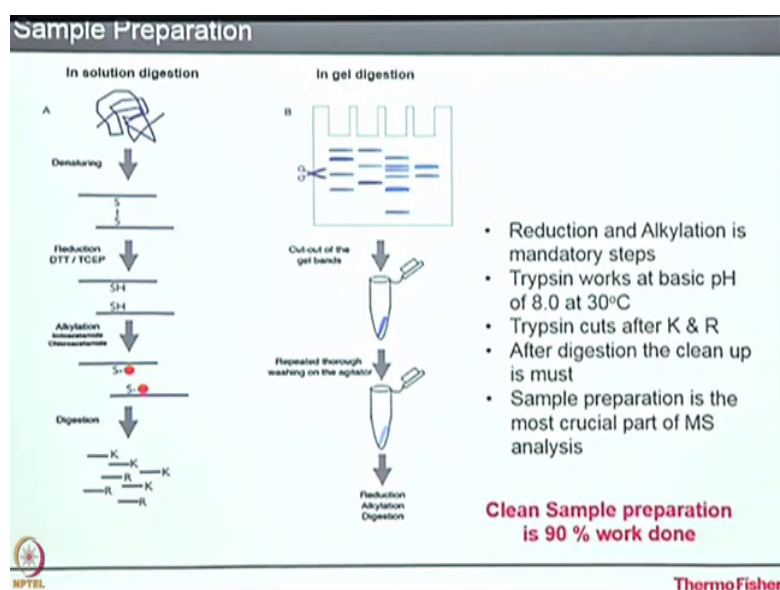 Sample Preparation
In solution digestion
A
Denaturing
S
S
Reduction
DTT / TCEP
SH
SH
Alkylation
Iodoacetamide
Chloroacetamide
S-
S-
Digestion
K
K
R
K
K
R
R
In gel digestion
B
Cut-out of the
gel bands
Repeated thorough
washing on the agitator
Reduction
Alkylation
Digestion
• Reduction and Alkylation is
mandatory steps
• Trypsin works at basic pH
of 8.0 at 30°C
• Trypsin cuts after K & R
• After digestion the clean up
is must
• Sample preparation is the
most crucial part of MS
analysis
Clean Sample preparation
is 90 % work done
NPTEL
ThermoFisher